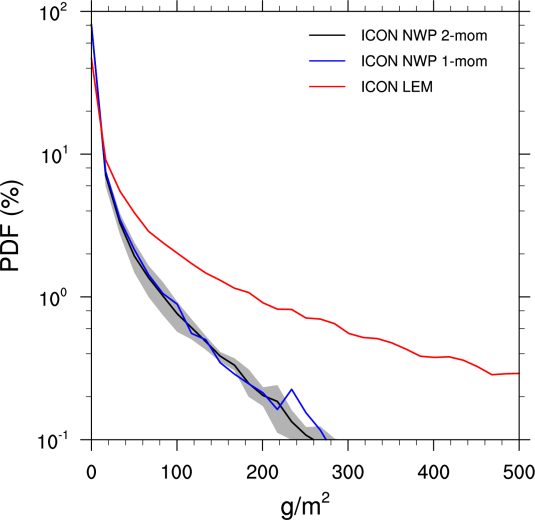 10²
ICON NWP 2-mom
ICON NWP 1-mom
ICON LEM
10¹
PDF (%)
10⁰
10⁻¹
0 100 200 300 400 500
g/m²